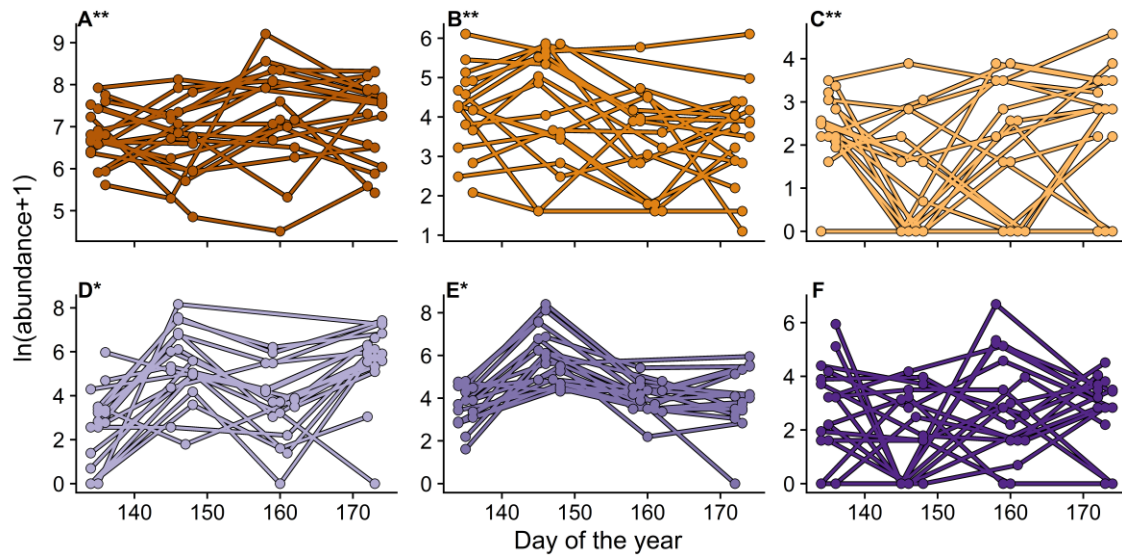 A** B** C**
9 8 7 6 5
6 5 4 3 2 1
4 3 2 1 0
ln(abundance+1)
D* E* F
8 6 4 2 0
8 6 4 2 0
6 4 2 0
140 150 160 170 140 150 160 170 140 150 160 170
Day of the year